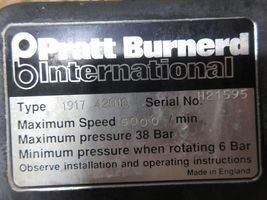 Pratt Burnerd
International
Type 1917 42000 Serial No: H21595
Maximum Speed 5000 /min
Maximum pressure 38 Bar
Minimum pressure when rotating 6 Bar
Observe installation and operating instructions
Made in England